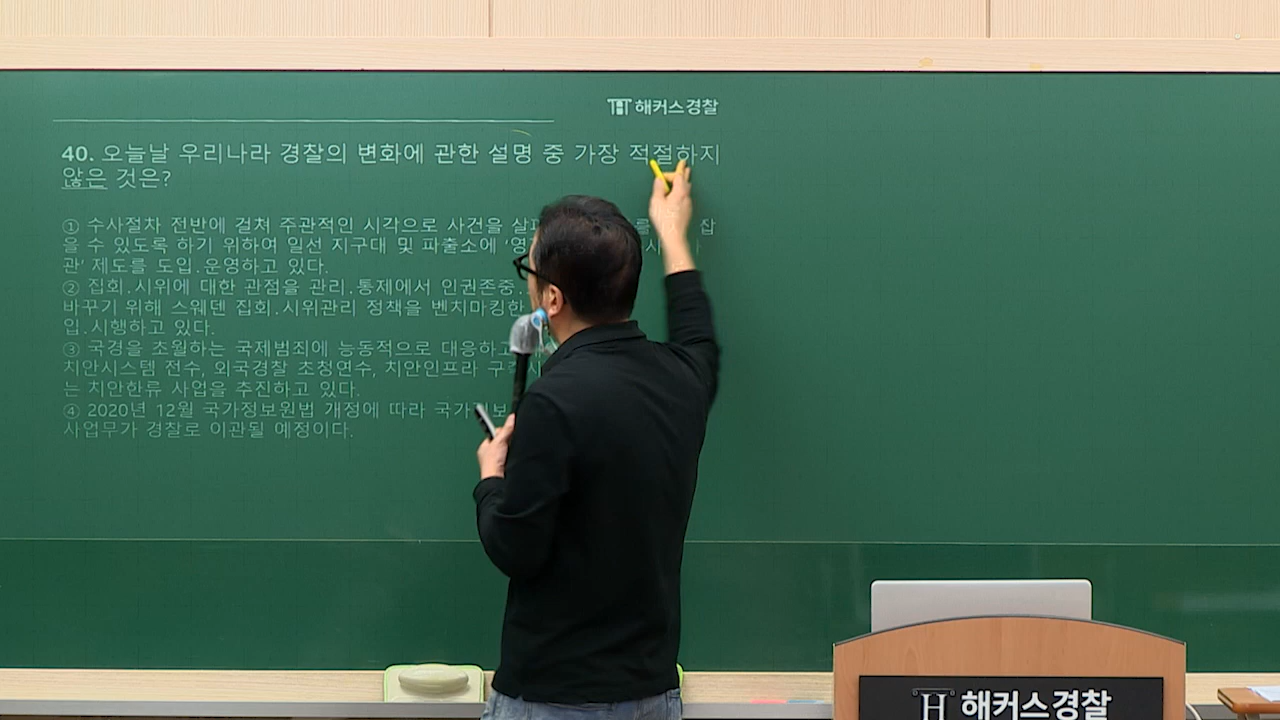 해커스경찰
40. 오늘날 우리나라 경찰의 변화에 관한 설명 중 가장 적절하지
않은 것은?
① 수사절차 전반에 걸쳐 주관적인 시각으로 사건을 잡
을 수 있도록 하기 위하여 일선 지구대 및 파출소에
관' 제도를 도입.운영하고 있다.
② 집회.시위에 대한 관점을 관리.통제에서 인권존중
바꾸기 위해 스웨덴 집회.시위관리 정책을 벤치마킹한
입.시행하고 있다.
③ 국경을 초월하는 국제범죄에 능동적으로 대응하고
치안시스템 전수, 외국경찰 초청연수, 치안인프라
는 치안한류 사업을 추진하고 있다.
④ 2020년 12월 국가정보원법 개정에 따라
사업무가 경찰로 이관될 예정이다.
해커스경찰